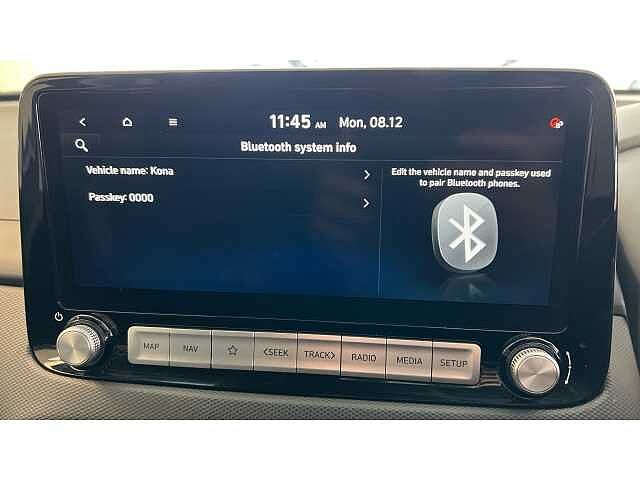 11:45 AM Mon, 08.12
Bluetooth system info
Vehicle name: Kona
Passkey: 0000
Edit the vehicle name and passkey used
to pair Bluetooth phones.
MAP NAV <SEEK TRACK> RADIO MEDIA SETUP